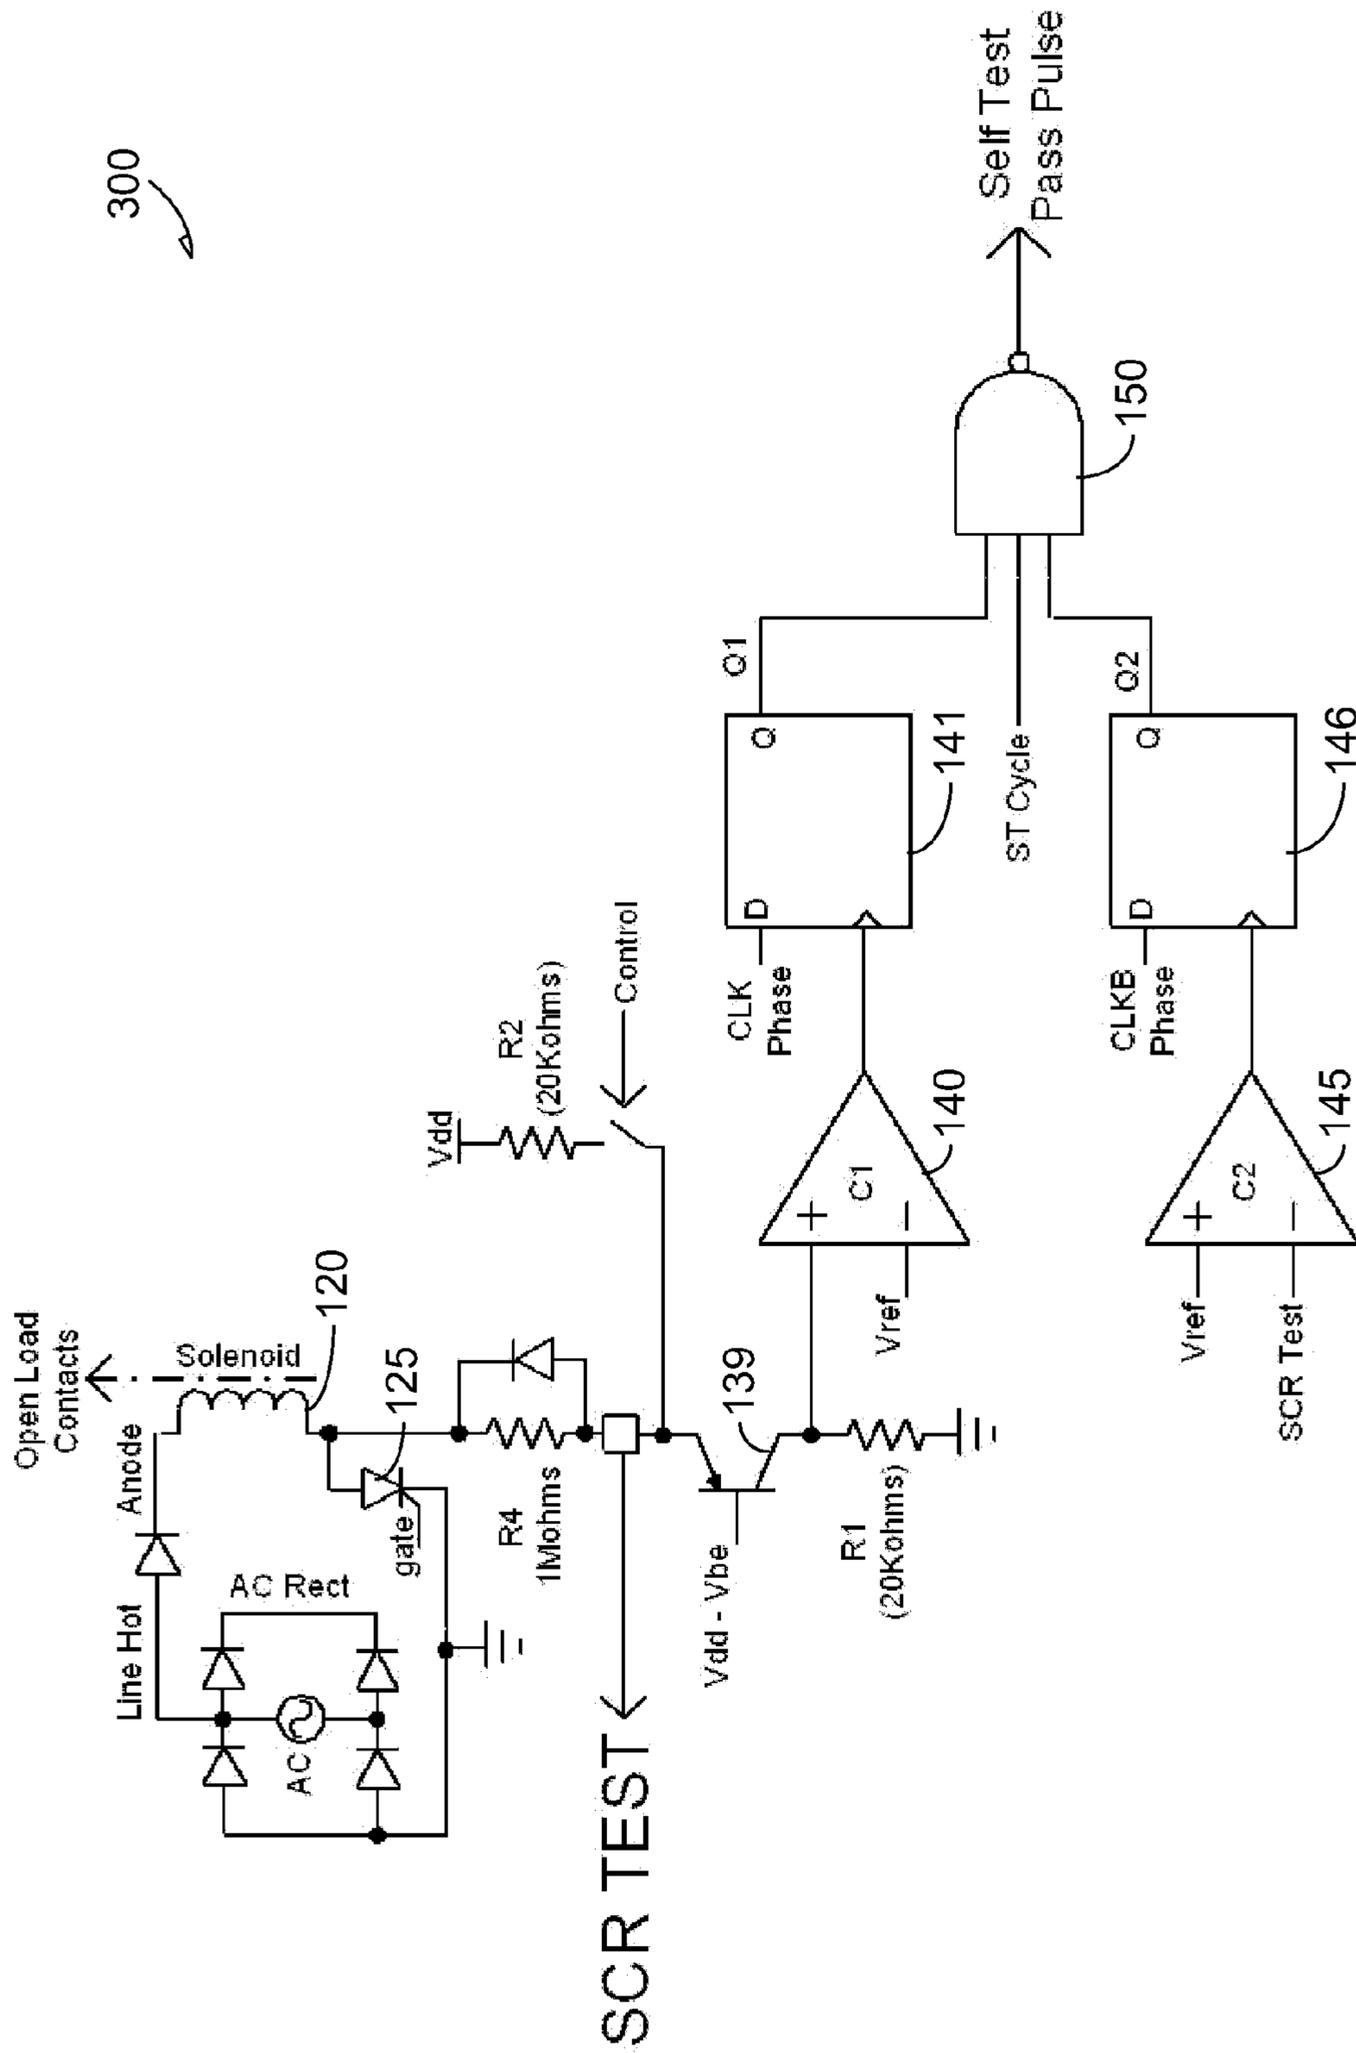 300
Open Load
Contacts
Solenoid
120
Anode
Line Hot
AC Rect
AC
gate
125
R4
1Mohms
SCR TEST
Vdd
R2
(20Kohms)
Control
Vdd - Vbe
139
R1
(20Kohms)
Vref
C1
140
CLK
Phase
D
Q
141
Q1
ST Cycle
Vref
SCR Test
C2
145
CLKB
Phase
D
Q
146
Q2
150
Self Test
Pass Pulse